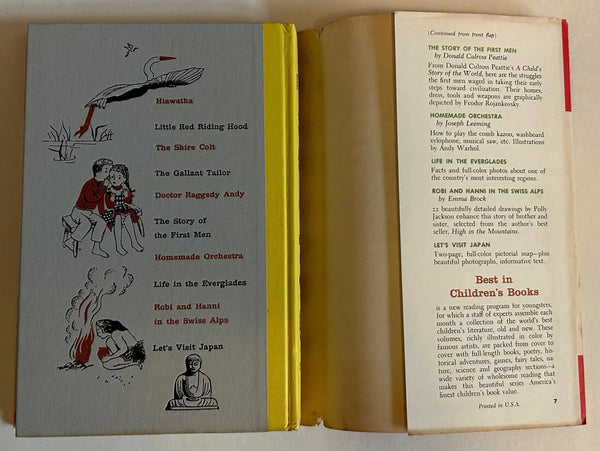 Hiawatha
Little Red Riding Hood
The Shire Colt
The Gallant Tailor
Doctor Raggedy Andy
The Story of
the First Men
Homemade Orchestra
Life in the Everglades
Robi and Hanni
in the Swiss Alps
Let's Visit Japan
(Continued from front flap)
THE STORY OF THE FIRST MEN
by Donald Culross Peattie
From Donald Culross Peattie's A Child's
Story of the World, here are the struggles
the first men waged in taking their early
steps toward civilization. Their homes,
dress, tools and weapons are graphically
depicted by Feodor Rojankovsky.
HOMEMADE ORCHESTRA
by Joseph Leeming
How to play the comb kazoo, washboard
xylophone, musical saw, etc. Illustrations
by Andy Warhol.
LIFE IN THE EVERGLADES
Facts and full-color photos about one of
the country's most interesting regions.
ROBI AND HANNI IN THE SWISS ALPS
by Emma Brock
22 beautifully detailed drawings by Polly
Jackson enhance this story of brother and
sister, selected from the author's best
seller, High in the Mountains.
LET'S VISIT JAPAN
Two-page, full-color pictorial map—plus
beautiful photographs, informative text.
Best in
Children's Books
is a new reading program for youngsters,
for which a staff of experts assemble each
month a collection of the world's best
children's literature, old and new. These
volumes, richly illustrated in color by
famous artists, are packed from cover to
cover with full-length books, poetry, his-
torical adventures, games, fairy tales, na-
ture, science and geography sections—a
wide variety of wholesome reading that
makes this beautiful series America's
finest children's book value.
Printed in U.S.A.
7